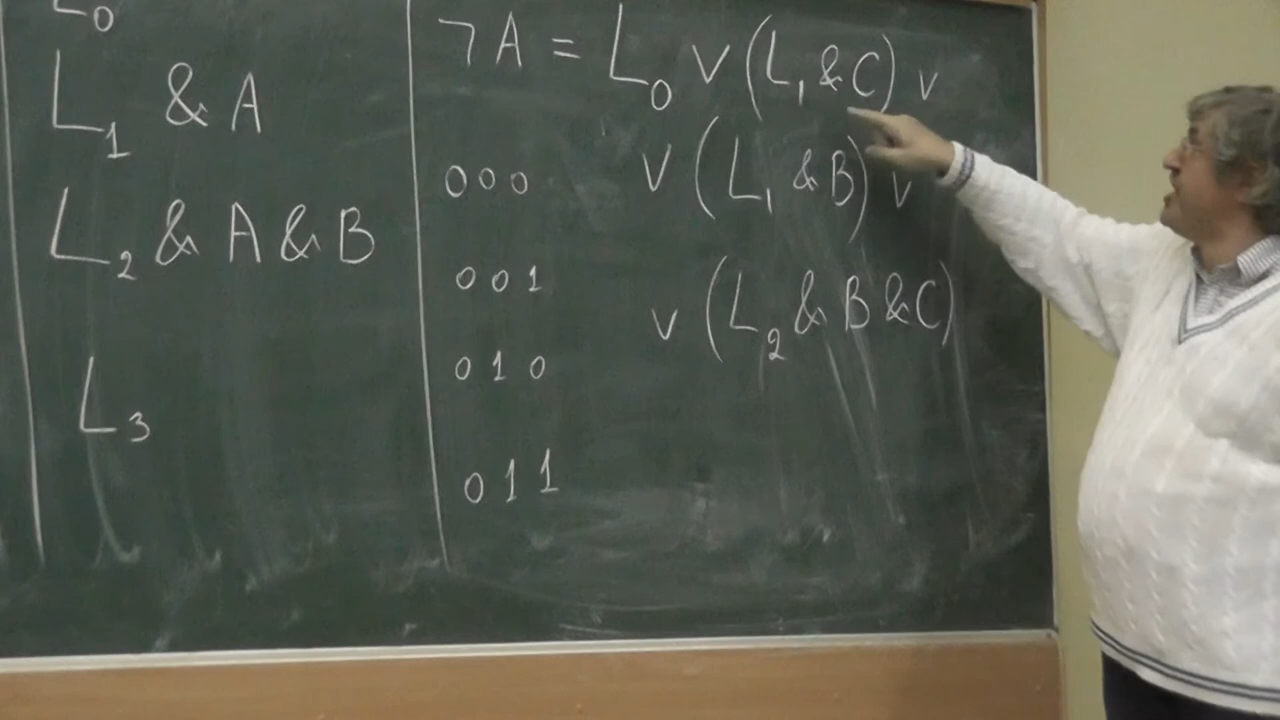 L₀
L₁ & A
L₂ & A & B
L₃
¬A = L₀ ∨ (L₁ & C) ∨
000 ∨ (L₁ & B) ∨
001 ∨ (L₂ & B & C)
010
011